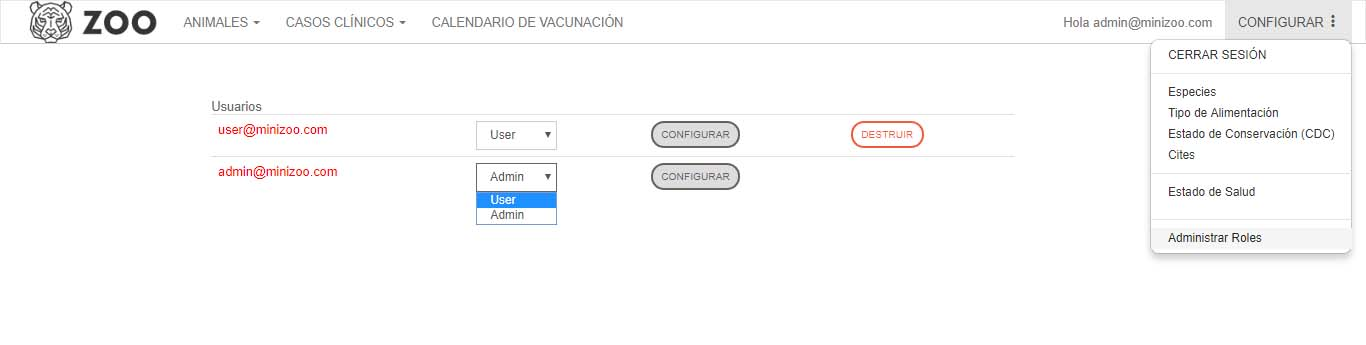 ZOO
ANIMALES CASOS CLÍNICOS CALENDARIO DE VACUNACIÓN Hola admin@minizoo.com CONFIGURAR
CERRAR SESIÓN
Especies
Tipo de Alimentación
Estado de Conservación (CDC)
Cites
Estado de Salud
Administrar Roles
Usuarios
user@minizoo.com User CONFIGURAR DESTRUIR
admin@minizoo.com Admin CONFIGURAR
User
Admin